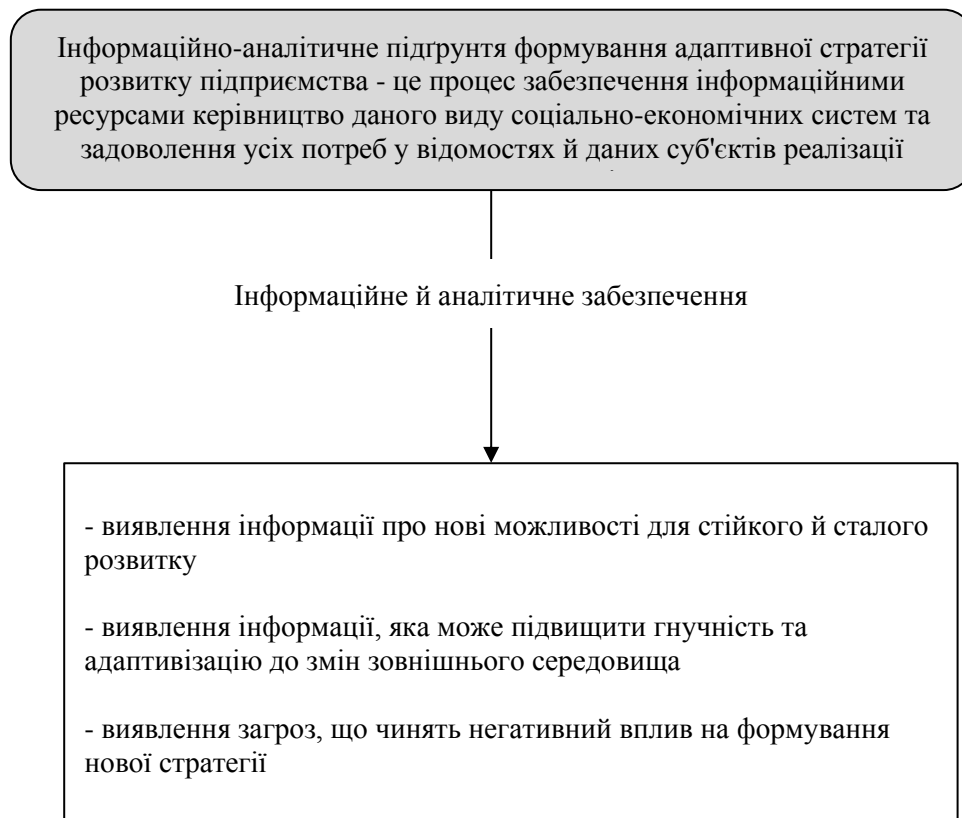 Інформаційно-аналітичне підґрунтя формування адаптивної стратегії
розвитку підприємства - це процес забезпечення інформаційними
ресурсами керівництво даного виду соціально-економічних систем та
задоволення усіх потреб у відомостях й даних суб'єктів реалізації
Інформаційне й аналітичне забезпечення
- виявлення інформації про нові можливості для стійкого й сталого
розвитку
- виявлення інформації, яка може підвищити гнучність та
адаптивізацію до змін зовнішнього середовища
- виявлення загроз, що чинять негативний вплив на формування
нової стратегії